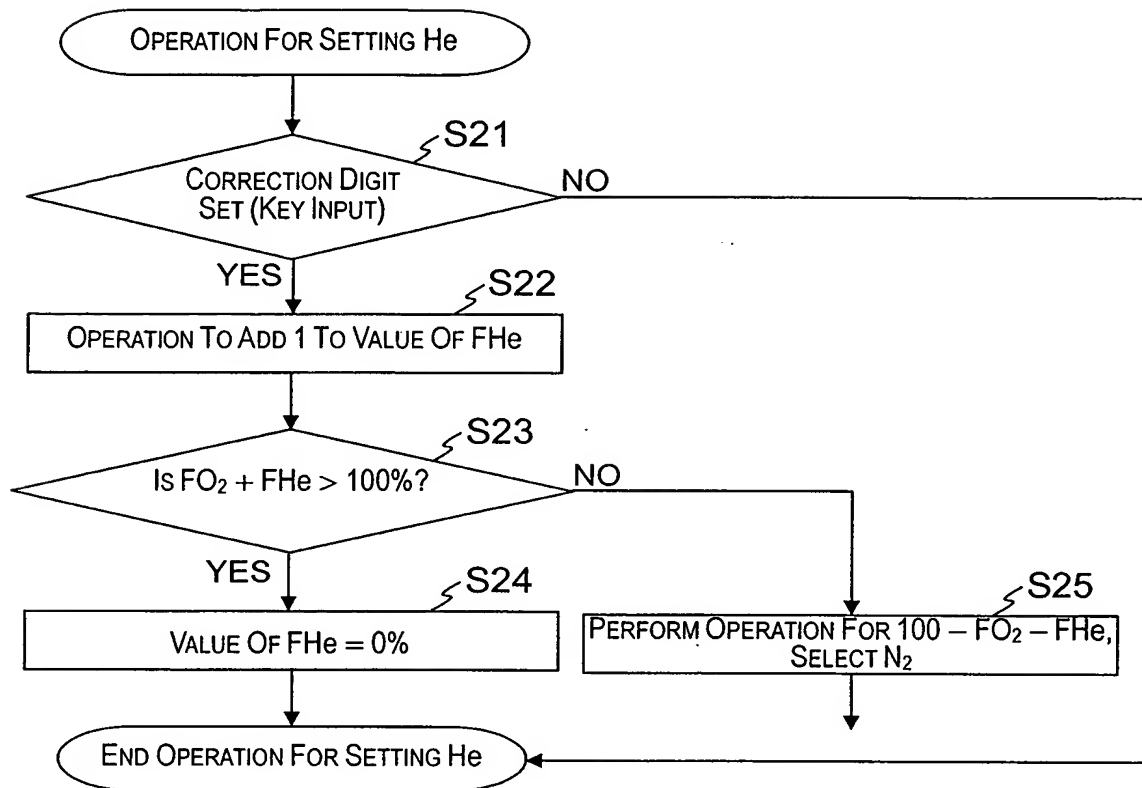 OPERATION FOR SETTING He
S21
CORRECTION DIGIT
SET (KEY INPUT)
NO
YES
S22
OPERATION TO ADD 1 TO VALUE OF FHe
S23
IS FO₂ + FHe > 100%?
NO
YES
S24
VALUE OF FHe = 0%
S25
PERFORM OPERATION FOR 100 – FO₂ – FHe,
SELECT N₂
END OPERATION FOR SETTING He